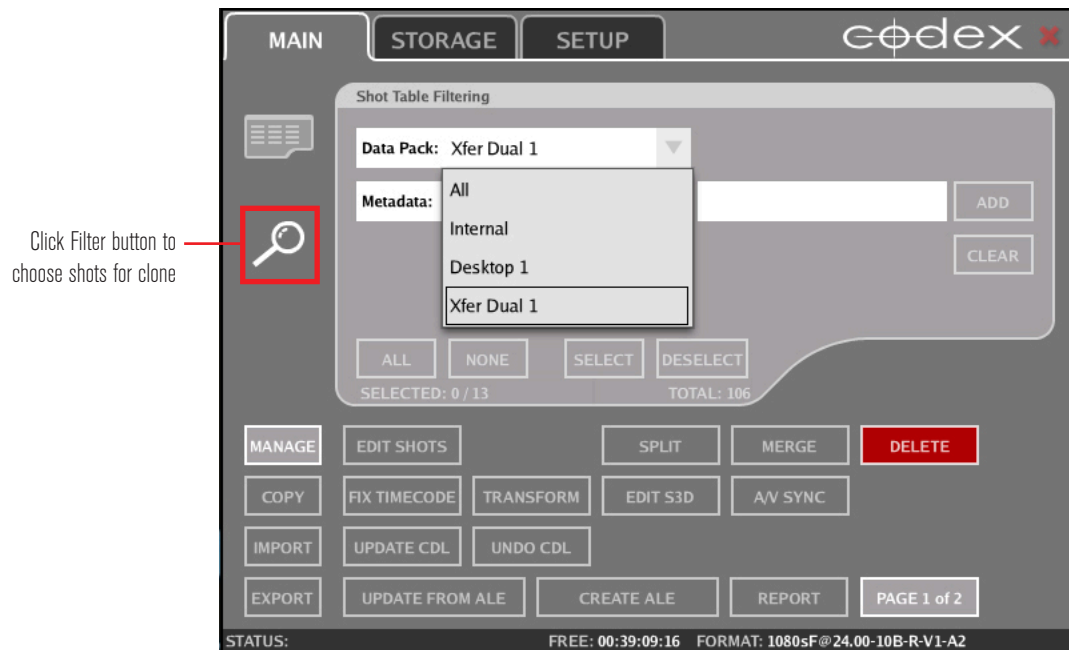 MAIN STORAGE SETUP codex
Shot Table Filtering
Data Pack: Xfer Dual 1
Metadata:
All
Internal
Desktop 1
Xfer Dual 1
ADD
CLEAR
Click Filter button to
choose shots for clone
ALL NONE SELECT DESELECT
SELECTED: 0 / 13 TOTAL: 106
MANAGE EDIT SHOTS SPLIT MERGE DELETE
COPY FIX TIMECODE TRANSFORM EDIT S3D A/V SYNC
IMPORT UPDATE CDL UNDO CDL
EXPORT UPDATE FROM ALE CREATE ALE REPORT PAGE 1 of 2
STATUS: FREE: 00:39:09:16 FORMAT: 1080sF@24.00-10B-R-V1-A2